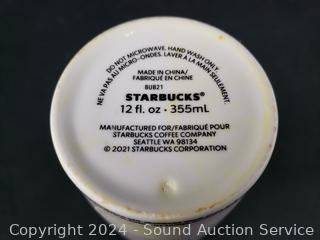 DO NOT MICROWAVE. HAND WASH ONLY.
NE VA PAS AU MICRO-ONDES. LAVER À LA MAIN SEULEMENT.
MADE IN CHINA/
FABRIQUÉ EN CHINE
BUB21
STARBUCKS®
12 fl. oz · 355mL
MANUFACTURED FOR/FABRIQUÉ POUR
STARBUCKS COFFEE COMPANY
SEATTLE WA 98134
© 2021 STARBUCKS CORPORATION
Copyright 2024 - Sound Auction Service